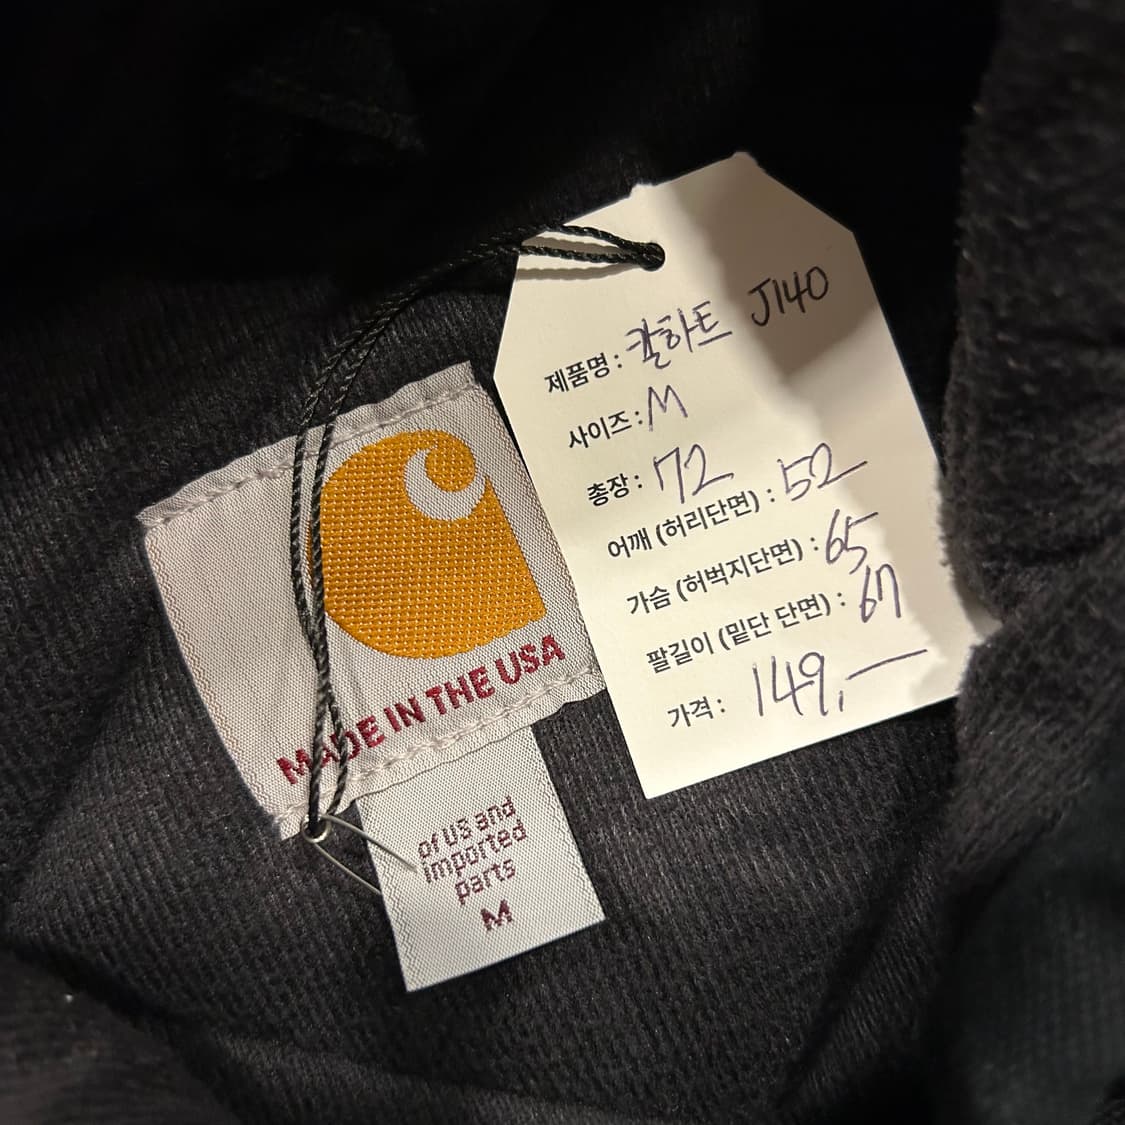 제품명 : 칼하트 J140
사이즈 : M
총장 : 72
어깨 (허리단면) : 52
가슴 (허벅지단면) : 65
팔길이 (밑단 단면) : 67
가격 : 149,—
MADE IN THE USA
of US and
imported
parts
M